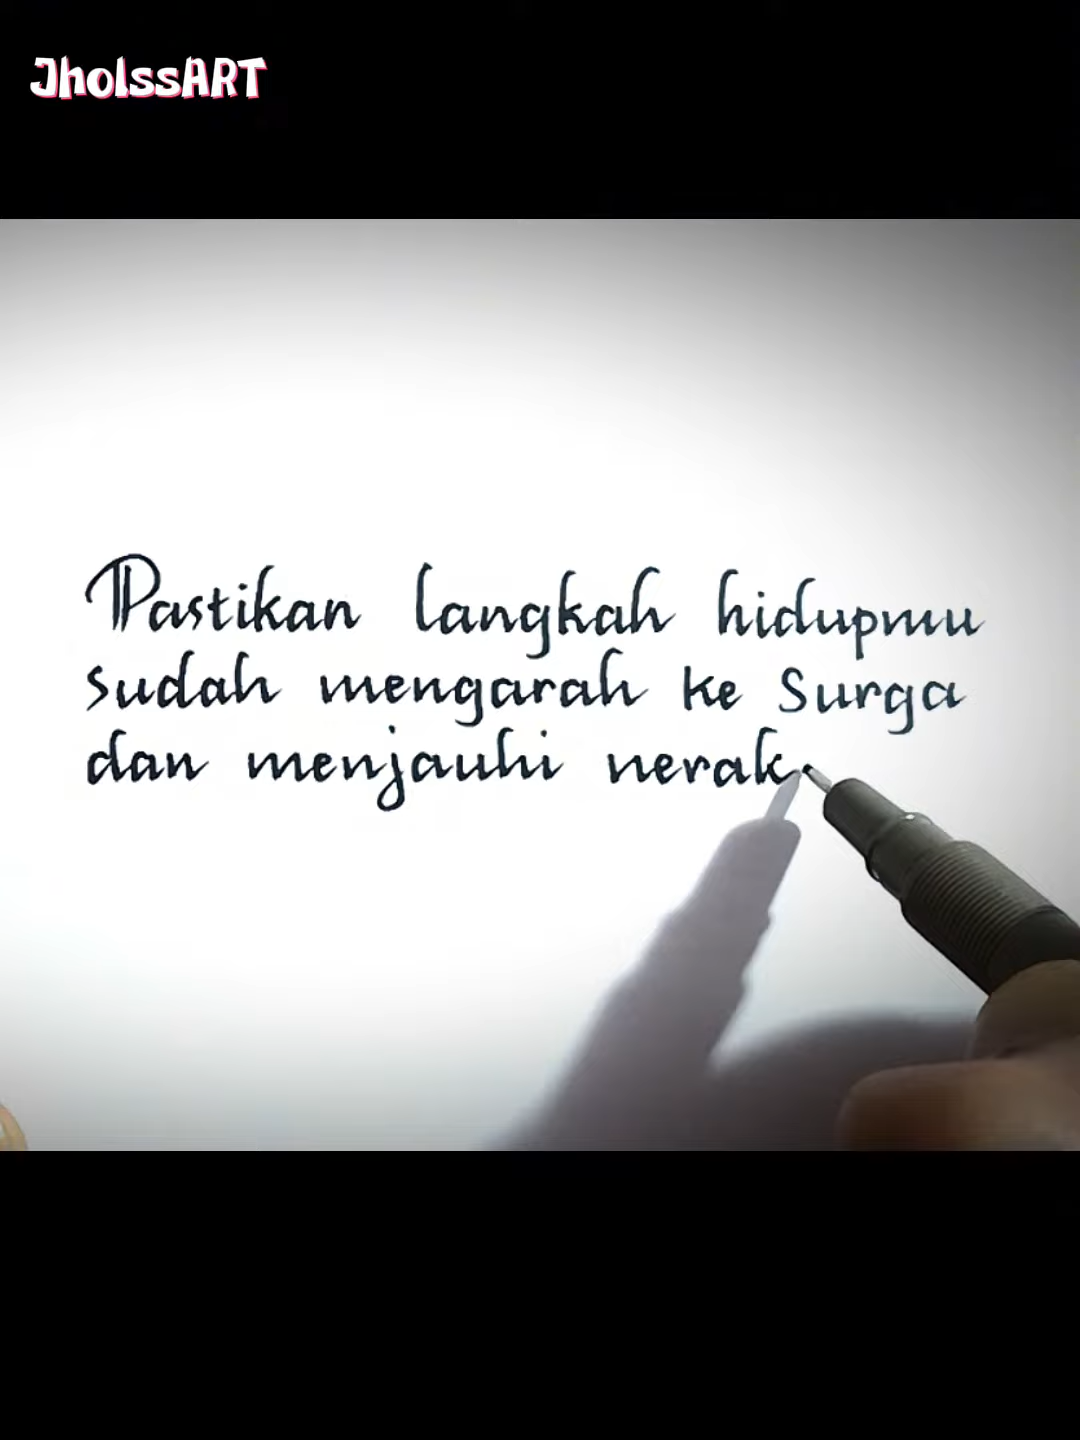 JholssART
Pastikan langkah hidupmu
sudah mengarah ke Surga
dan menjauhi nerak